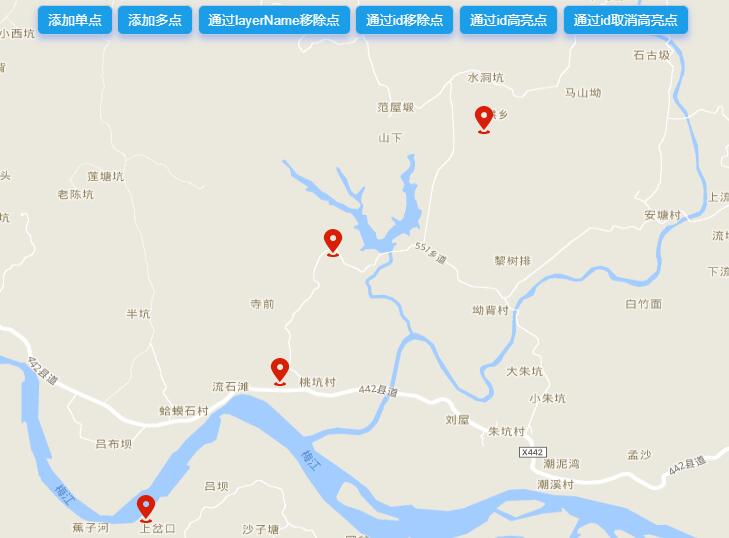 添加单点
添加多点
通过layerName移除点
通过id移除点
通过id高亮点
通过id取消高亮点
小西坑
石古圾
背
水洞坑
马山坳
范屋塅
乡
山下
头
莲塘坑
老陈坑
上流
坑
安塘村
流坑
551乡道
黎树排
下流
寺前
白竹面
半坑
坳背村
442县道
大朱坑
流石滩
桃坑村
442县道
小朱坑
蛤蟆石村
刘屋
朱坑村
吕布坝
X442
孟沙
梅江
潮泥湾
442县道
吕坝
潮溪村
梅江
蕉子河
上岔口
沙子塘